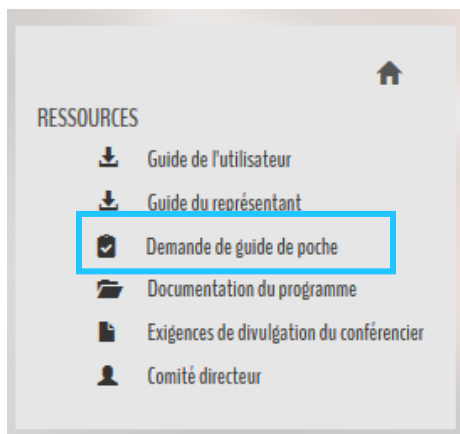 RESSOURCES
Guide de l'utilisateur
Guide du représentant
Demande de guide de poche
Documentation du programme
Exigences de divulgation du conférencier
Comité directeur